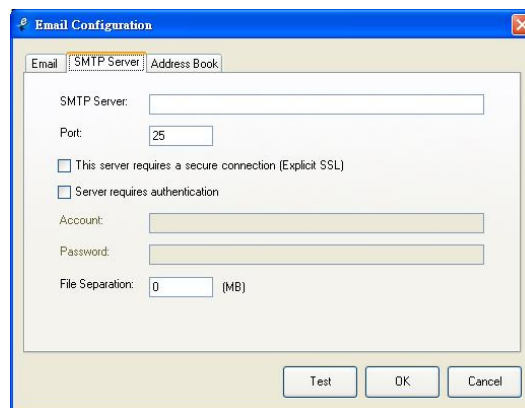 Email Configuration
Email SMTP Server Address Book
SMTP Server:
Port: 25
This server requires a secure connection (Explicit SSL)
Server requires authentication
Account:
Password:
File Separation: 0 (MB)
Test OK Cancel